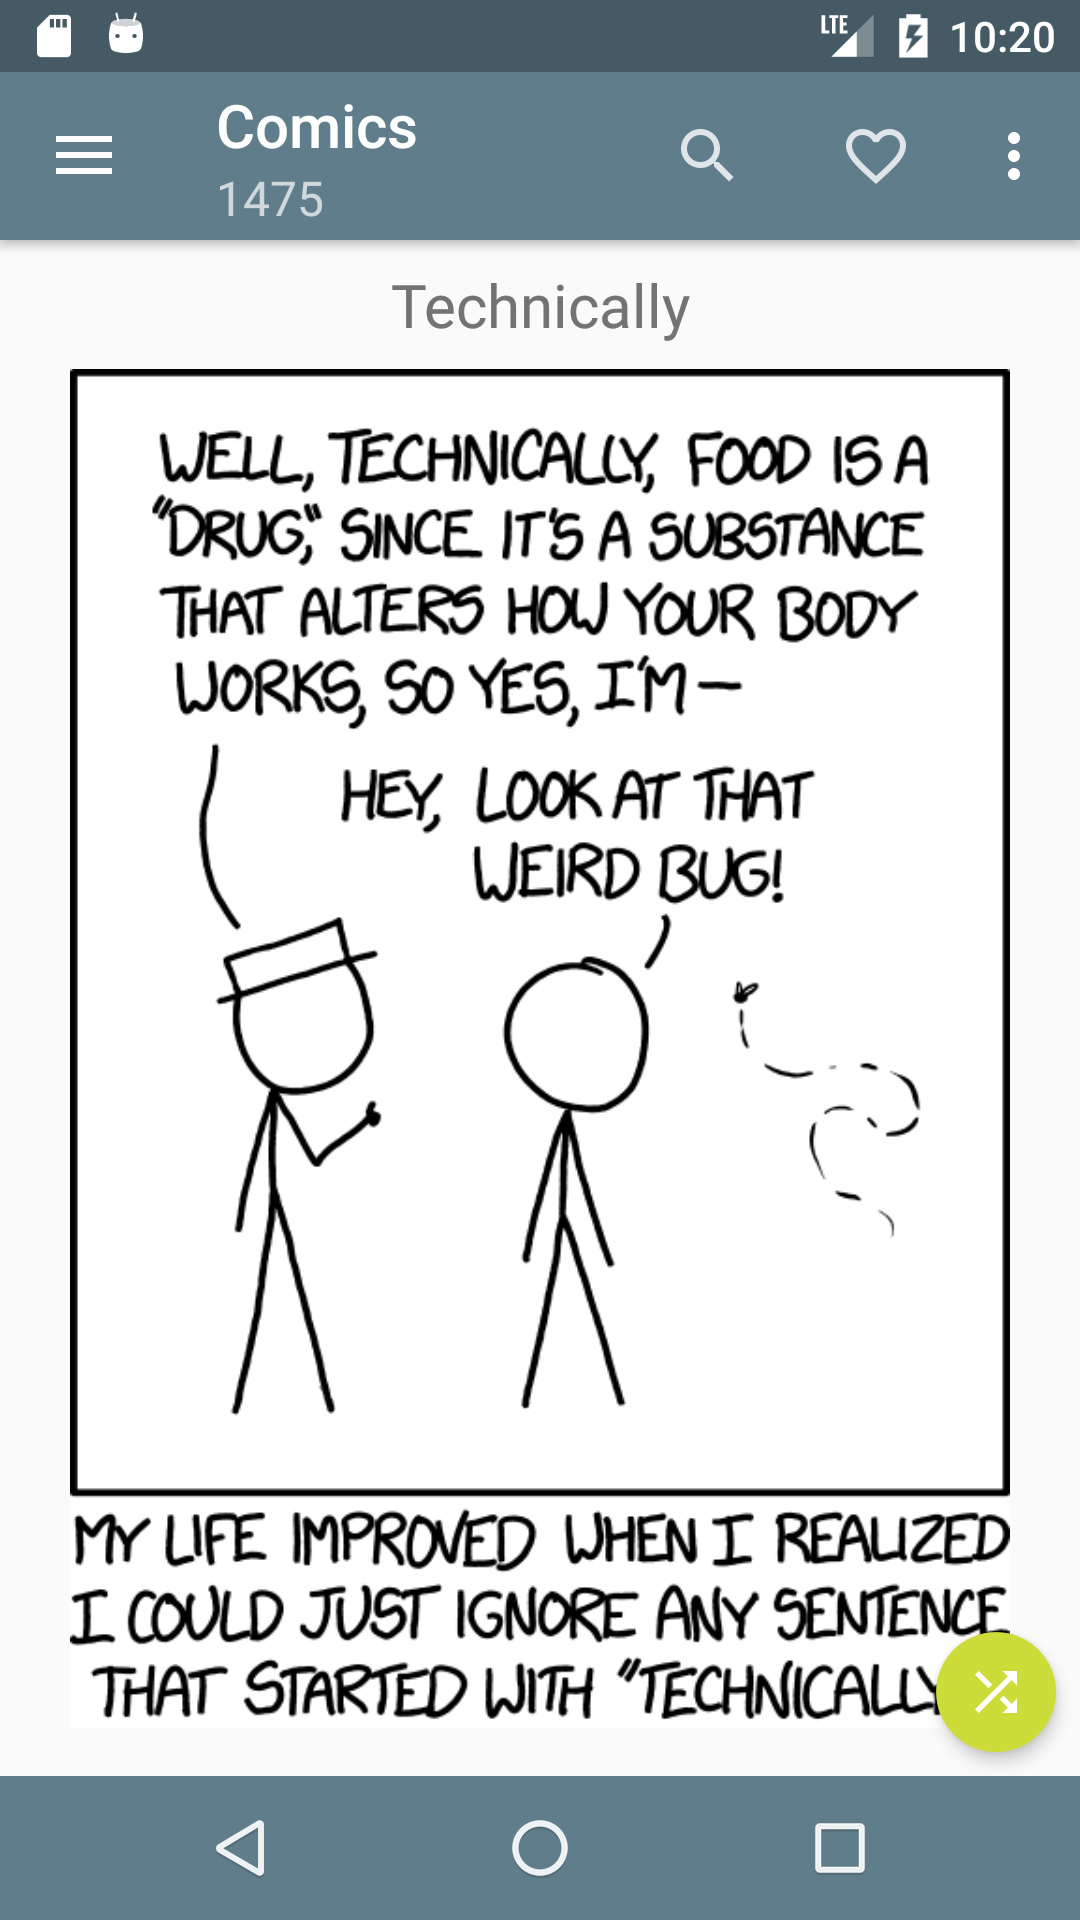 LTE 10:20
Comics
1475
Technically
WELL, TECHNICALLY, FOOD IS A
"DRUG," SINCE IT'S A SUBSTANCE
THAT ALTERS HOW YOUR BODY
WORKS, SO YES, I'M—
HEY, LOOK AT THAT
WEIRD BUG!
MY LIFE IMPROVED WHEN I REALIZED
I COULD JUST IGNORE ANY SENTENCE
THAT STARTED WITH "TECHNICALLY